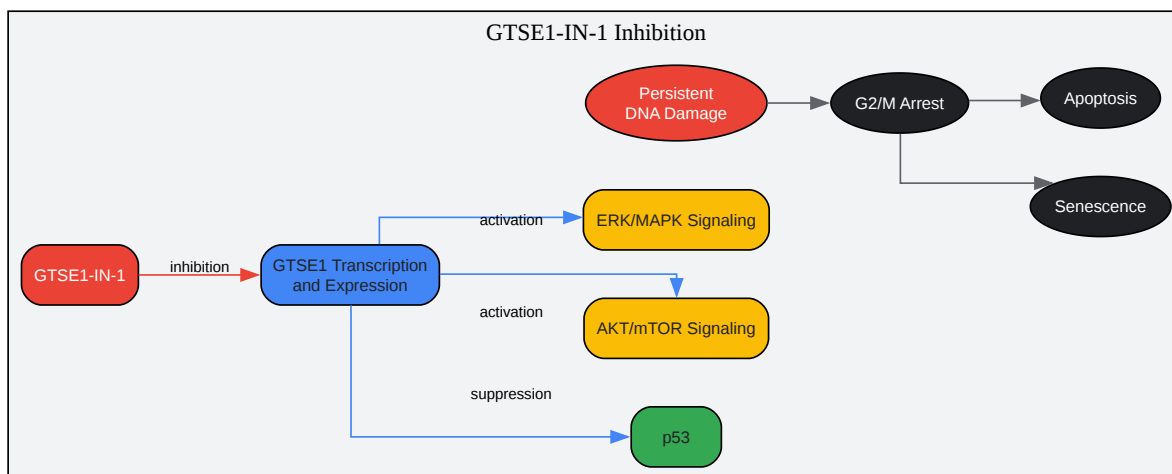 GTSE1-IN-1 Inhibition
Persistent
DNA Damage
G2/M Arrest
Apoptosis
Senescence
activation
ERK/MAPK Signaling
GTSE1-IN-1
inhibition
GTSE1 Transcription
and Expression
activation
AKT/mTOR Signaling
suppression
p53